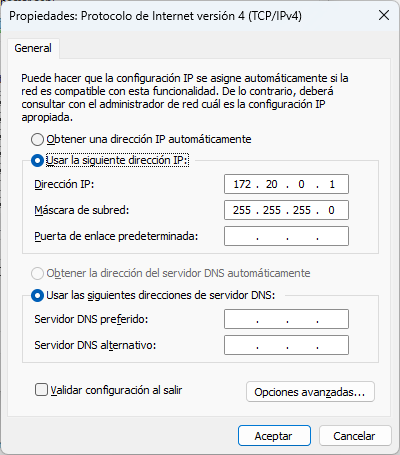 Propiedades: Protocolo de Internet versión 4 (TCP/IPv4)
General
Puede hacer que la configuración IP se asigne automáticamente si la
red es compatible con esta funcionalidad. De lo contrario, deberá
consultar con el administrador de red cuál es la configuración IP
apropiada.
Obtener una dirección IP automáticamente
Usar la siguiente dirección IP:
Dirección IP: 172 . 20 . 0 . 1
Máscara de subred: 255 . 255 . 255 . 0
Puerta de enlace predeterminada: . . .
Obtener la dirección del servidor DNS automáticamente
Usar las siguientes direcciones de servidor DNS:
Servidor DNS preferido: . . .
Servidor DNS alternativo: . . .
Validar configuración al salir
Opciones avanzadas...
Aceptar Cancelar